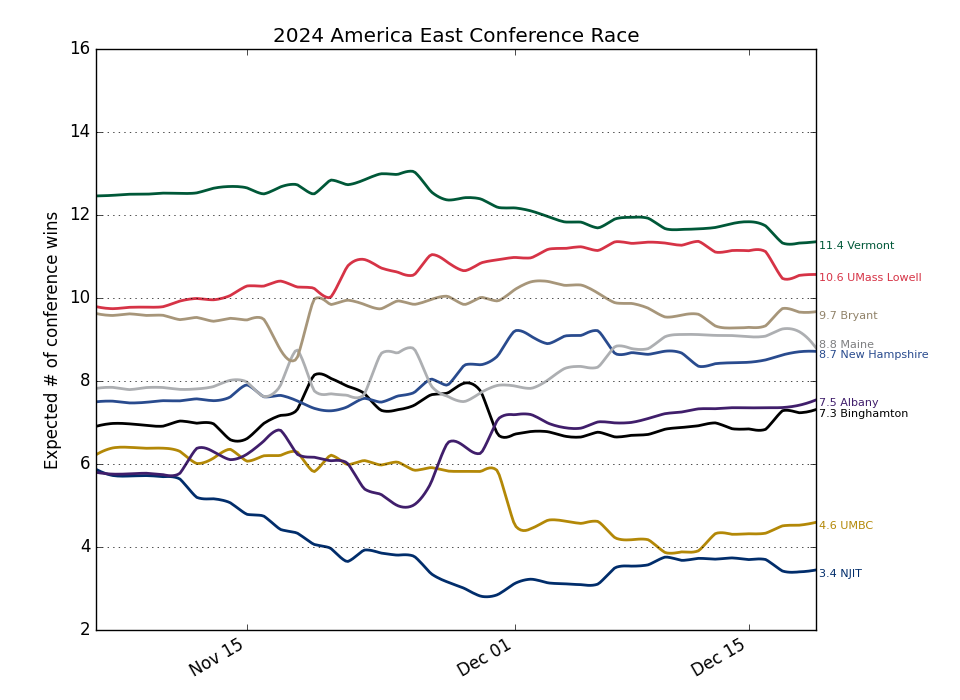 2024 America East Conference Race
Expected # of conference wins
16
14
12
10
8
6
4
2
11.4 Vermont
10.6 UMass Lowell
9.7 Bryant
8.8 Maine
8.7 New Hampshire
7.5 Albany
7.3 Binghamton
4.6 UMBC
3.4 NJIT
Nov 15
Dec 01
Dec 15